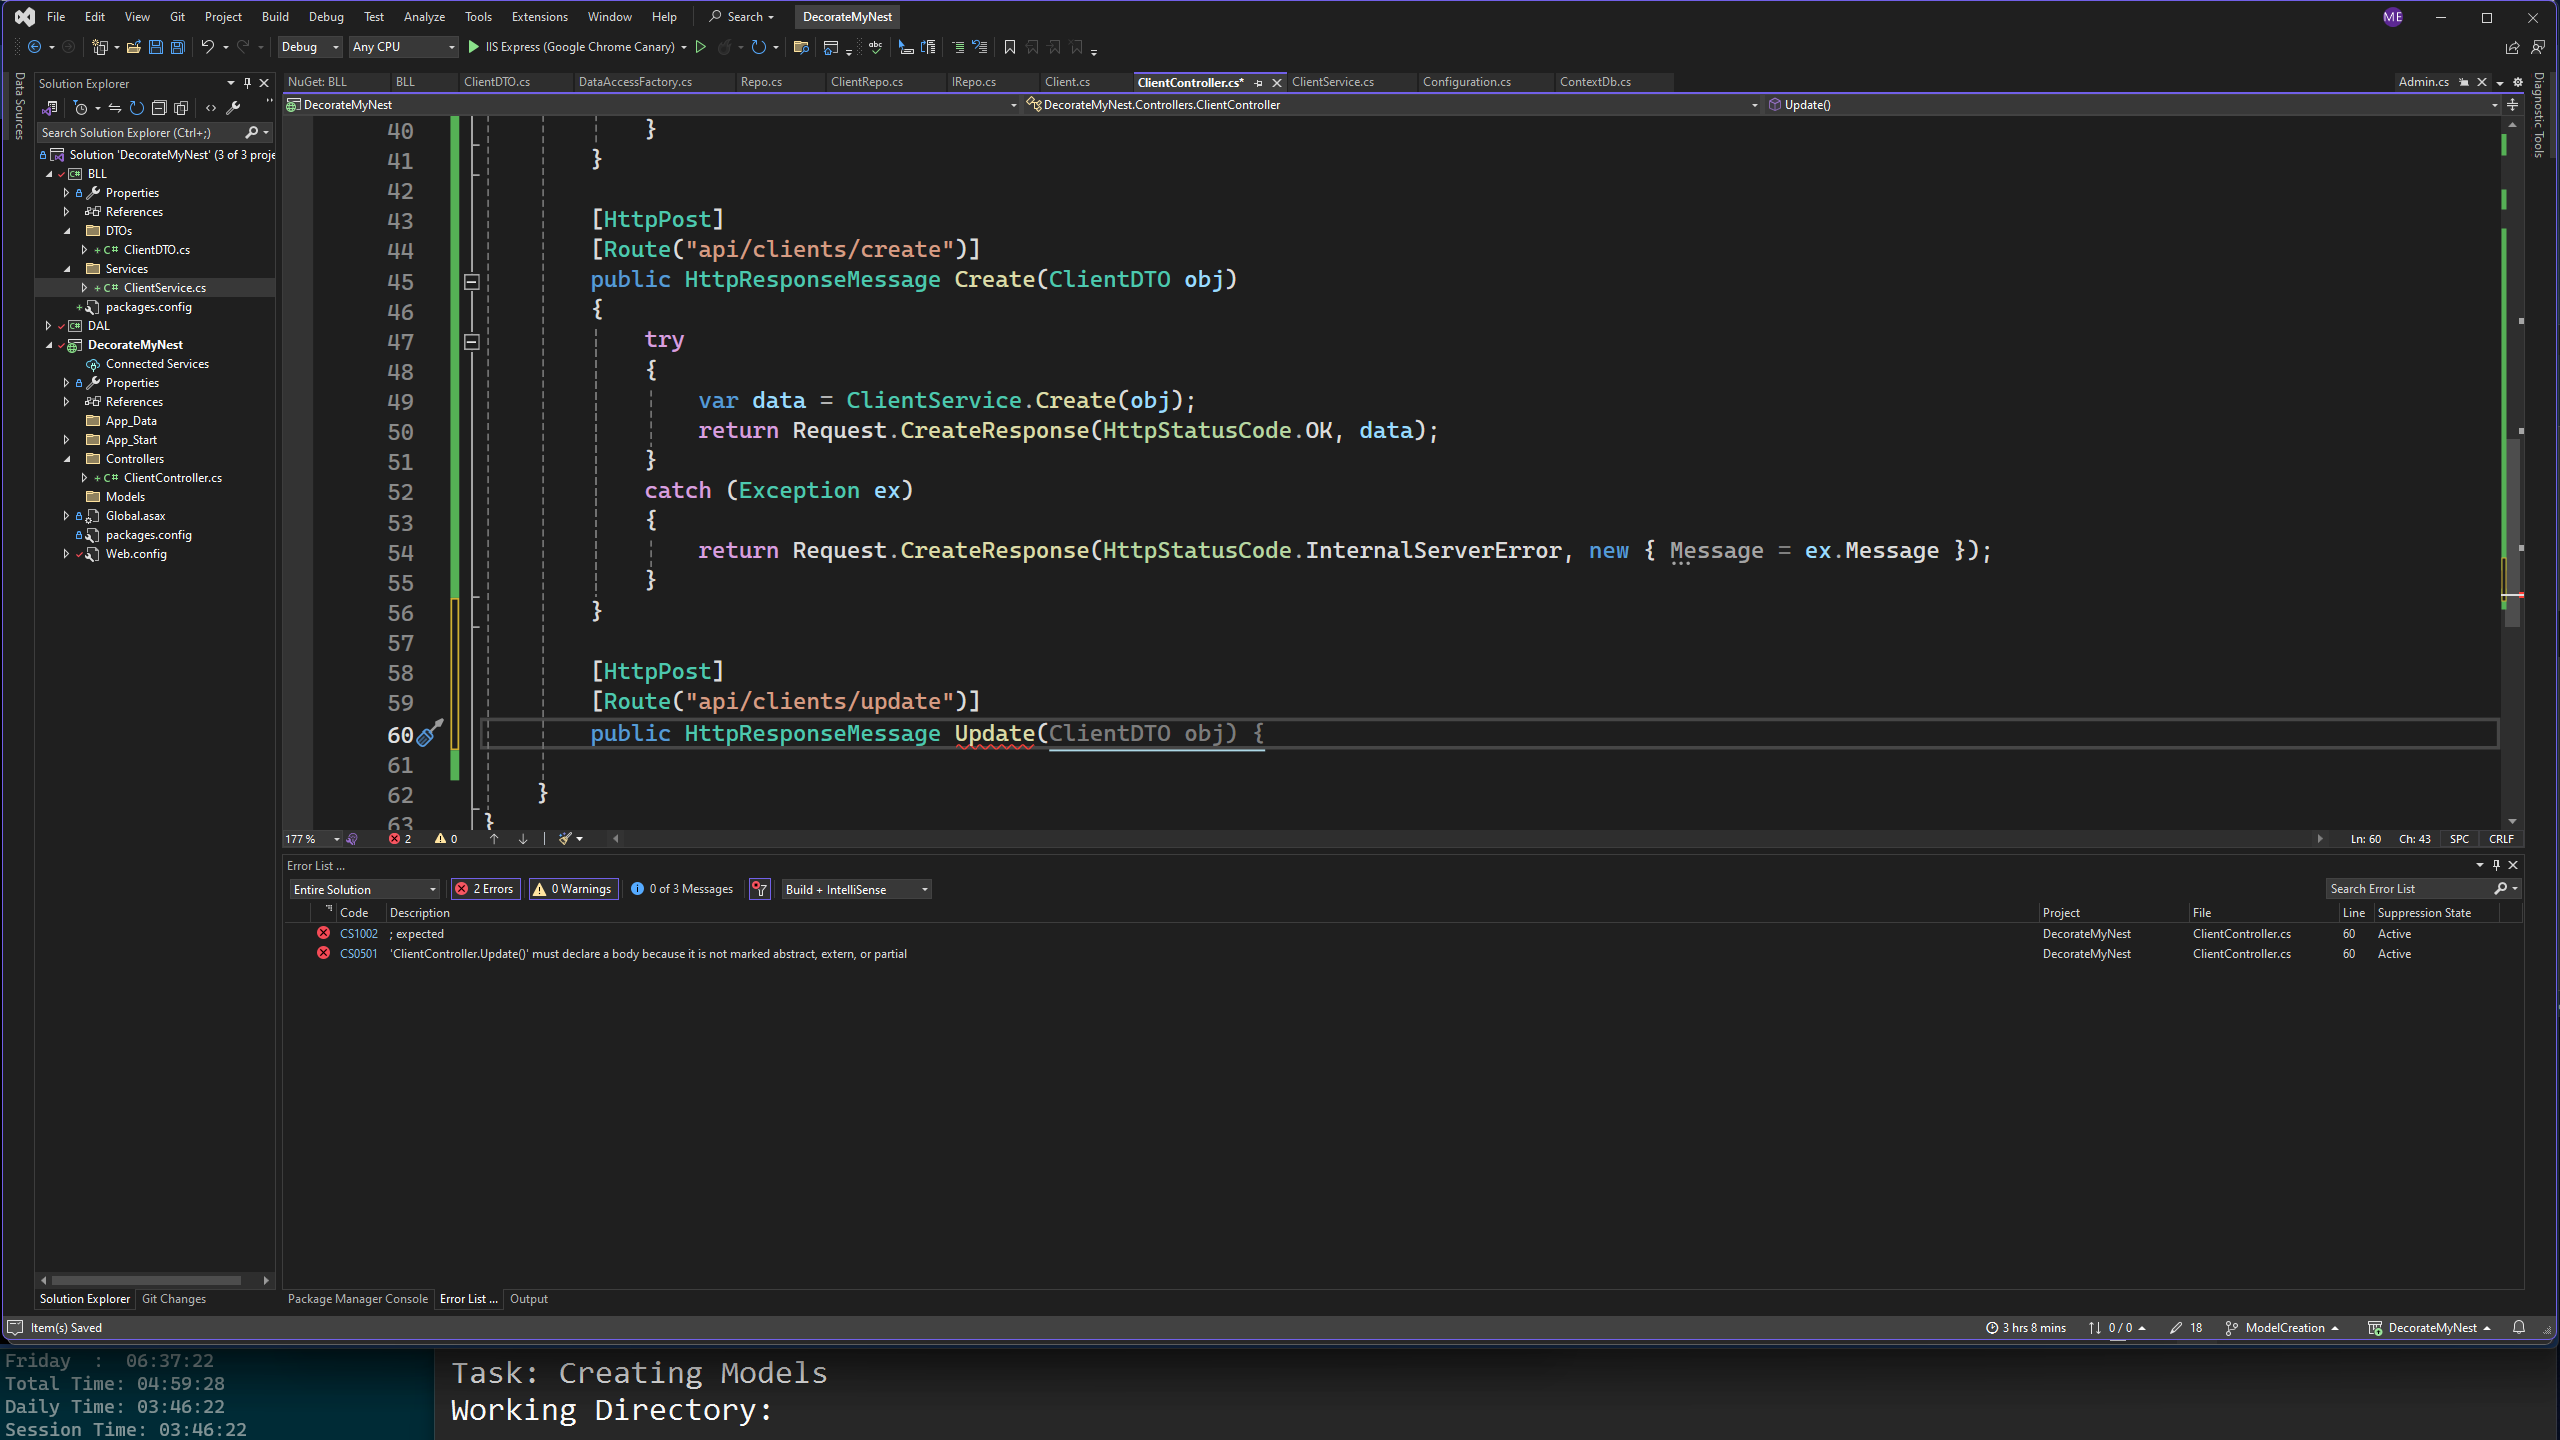 File Edit View Git Project Build Debug Test Analyze Tools Extensions Window Help Search DecorateMyNest ME
Debug Any CPU IIS Express (Google Chrome Canary)
Data Sources
Solution Explorer
Search Solution Explorer (Ctrl+;)
Solution 'DecorateMyNest' (3 of 3 proje
BLL
Properties
References
DTOs
C# ClientDTO.cs
Services
C# ClientService.cs
packages.config
DAL
DecorateMyNest
Connected Services
Properties
References
App_Data
App_Start
Controllers
C# ClientController.cs
Models
Global.asax
packages.config
Web.config
Solution Explorer Git Changes
NuGet: BLL BLL ClientDTO.cs DataAccessFactory.cs Repo.cs ClientRepo.cs IRepo.cs Client.cs ClientController.cs* ClientService.cs Configuration.cs ContextDb.cs Admin.cs
DecorateMyNest DecorateMyNest.Controllers.ClientController Update()
Diagnostic Tools
40 }
41 }
42
43 [HttpPost]
44 [Route("api/clients/create")]
45 public HttpResponseMessage Create(ClientDTO obj)
46 {
47 try
48 {
49 var data = ClientService.Create(obj);
50 return Request.CreateResponse(HttpStatusCode.OK, data);
51 }
52 catch (Exception ex)
53 {
54 return Request.CreateResponse(HttpStatusCode.InternalServerError, new { Message = ex.Message });
55 }
56 }
57
58 [HttpPost]
59 [Route("api/clients/update")]
60 public HttpResponseMessage Update(ClientDTO obj) {
61
62 }
63 }
177 % 2 0 Ln: 60 Ch: 43 SPC CRLF
Error List ...
Entire Solution 2 Errors 0 Warnings 0 of 3 Messages Build + IntelliSense Search Error List
Code Description Project File Line Suppression State
CS1002 ; expected DecorateMyNest ClientController.cs 60 Active
CS0501 'ClientController.Update()' must declare a body because it is not marked abstract, extern, or partial DecorateMyNest ClientController.cs 60 Active
Package Manager Console Error List ... Output
Item(s) Saved 3 hrs 8 mins 0 / 0 18 ModelCreation DecorateMyNest
Friday : 06:37:22
Total Time: 04:59:28
Daily Time: 03:46:22
Session Time: 03:46:22
Task: Creating Models
Working Directory: